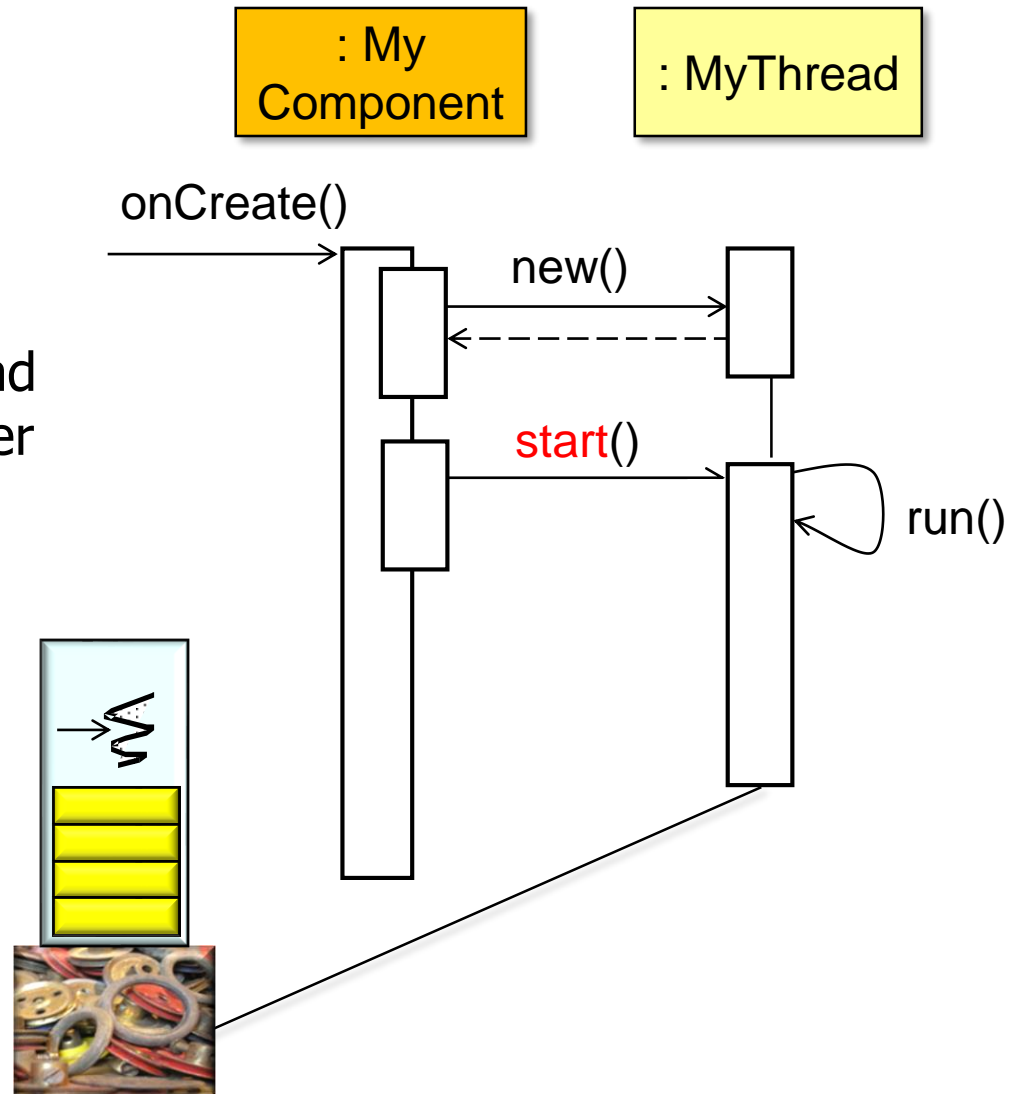 : My
Component
: MyThread
onCreate()
new()
start()
run()